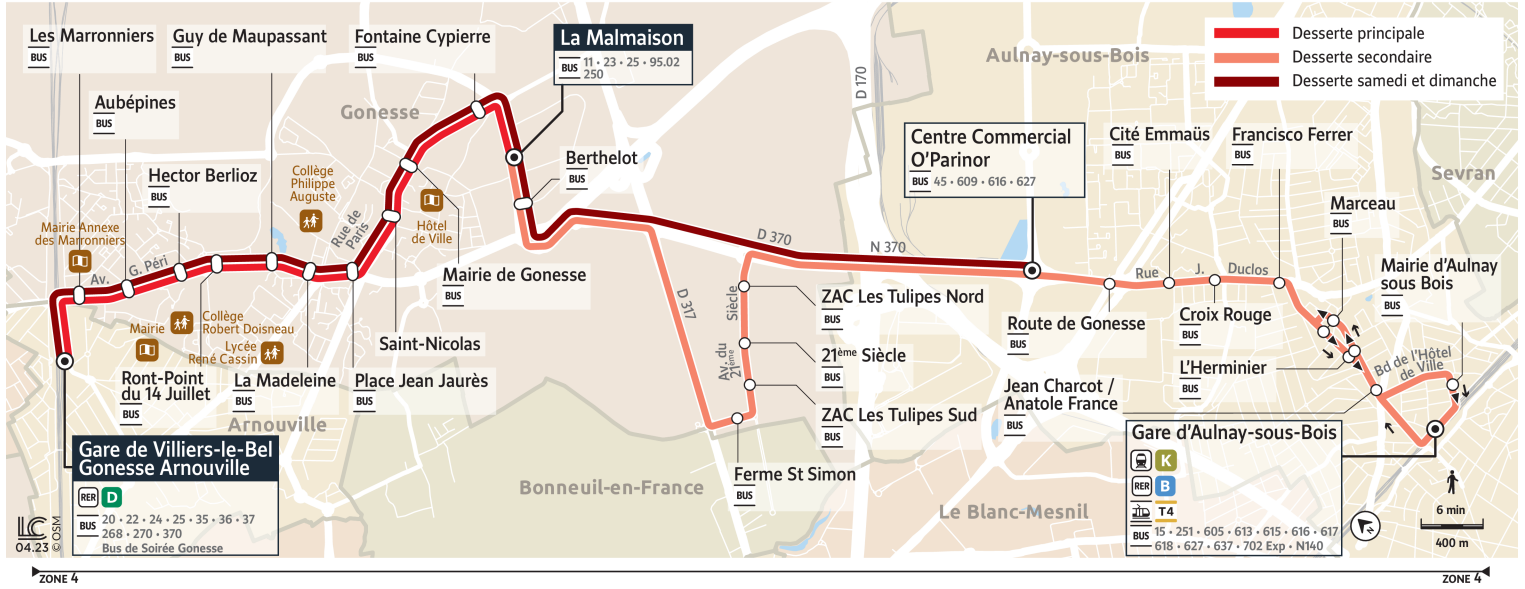 Les Marronniers
BUS
Guy de Maupassant
BUS
Fontaine Cypierre
BUS
La Malmaison
BUS 11 • 23 • 25 • 95.02
250
Desserte principale
Desserte secondaire
Desserte samedi et dimanche
Aulnay-sous-Bois
D 170
Aubépines
BUS
Gonesse
Centre Commercial
O'Parinor
BUS 45 • 609 • 616 • 627
Cité Emmaüs
BUS
Francisco Ferrer
BUS
Berthelot
BUS
Hector Berlioz
BUS
Collège
Philippe
Auguste
Sevran
Marceau
BUS
Rue de
Paris
Hôtel
de Ville
Mairie Annexe
des Marronniers
Av. G. Péri
D 370
N 370
Mairie de Gonesse
BUS
Rue J. Duclos
Mairie d'Aulnay
sous Bois
BUS
D 317
Siècle
Av. du
21ème
ZAC Les Tulipes Nord
BUS
Route de Gonesse
BUS
Croix Rouge
BUS
Mairie
Collège
Robert Doisneau
Lycée
René Cassin
Saint-Nicolas
BUS
21ème Siècle
BUS
L'Herminier
BUS
Bd de l'Hôtel
de Ville
Ront-Point
du 14 Juillet
BUS
La Madeleine
BUS
Place Jean Jaurès
BUS
Jean Charcot /
Anatole France
BUS
ZAC Les Tulipes Sud
BUS
Arnouville
Gare de Villiers-le-Bel
Gonesse Arnouville
RER D
BUS 20 • 22 • 24 • 25 • 35 • 36 • 37
268 • 270 • 370
Bus de Soirée Gonesse
Ferme St Simon
BUS
Bonneuil-en-France
Le Blanc-Mesnil
Gare d'Aulnay-sous-Bois
K
RER B
T4
BUS 15 • 251 • 605 • 613 • 615 • 616 • 617
618 • 627 • 637 • 702 Exp • N140
N
6 min
400 m
LC
04.23
© OSM
ZONE 4
ZONE 4